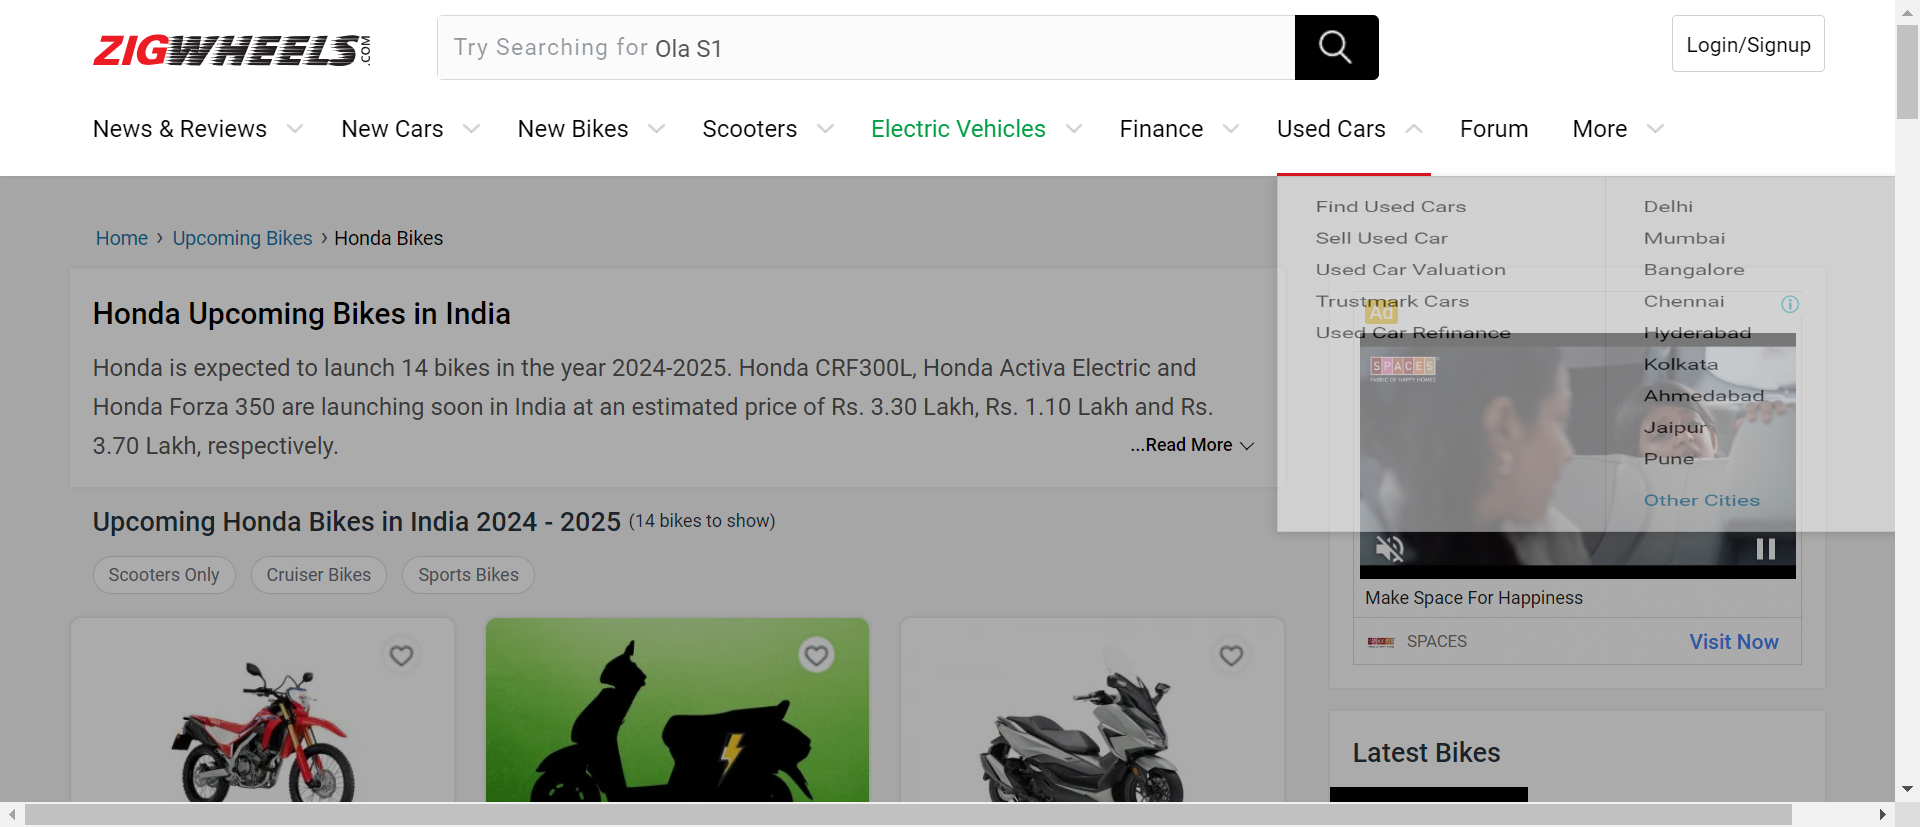 ZIGWHEELS.COM
Try Searching for Ola S1
Login/Signup
News & Reviews New Cars New Bikes Scooters Electric Vehicles Finance Used Cars Forum More
Find Used Cars
Sell Used Car
Used Car Valuation
Trustmark Cars
Used Car Refinance
Delhi
Mumbai
Bangalore
Chennai
Hyderabad
Kolkata
Ahmedabad
Jaipur
Pune
Other Cities
Home › Upcoming Bikes › Honda Bikes
Honda Upcoming Bikes in India
Honda is expected to launch 14 bikes in the year 2024-2025. Honda CRF300L, Honda Activa Electric and
Honda Forza 350 are launching soon in India at an estimated price of Rs. 3.30 Lakh, Rs. 1.10 Lakh and Rs.
3.70 Lakh, respectively.
...Read More
Upcoming Honda Bikes in India 2024 - 2025 (14 bikes to show)
Scooters Only Cruiser Bikes Sports Bikes
Ad
SPACES
FABRIC OF HAPPY HOMES
Make Space For Happiness
SPACES
Visit Now
Latest Bikes